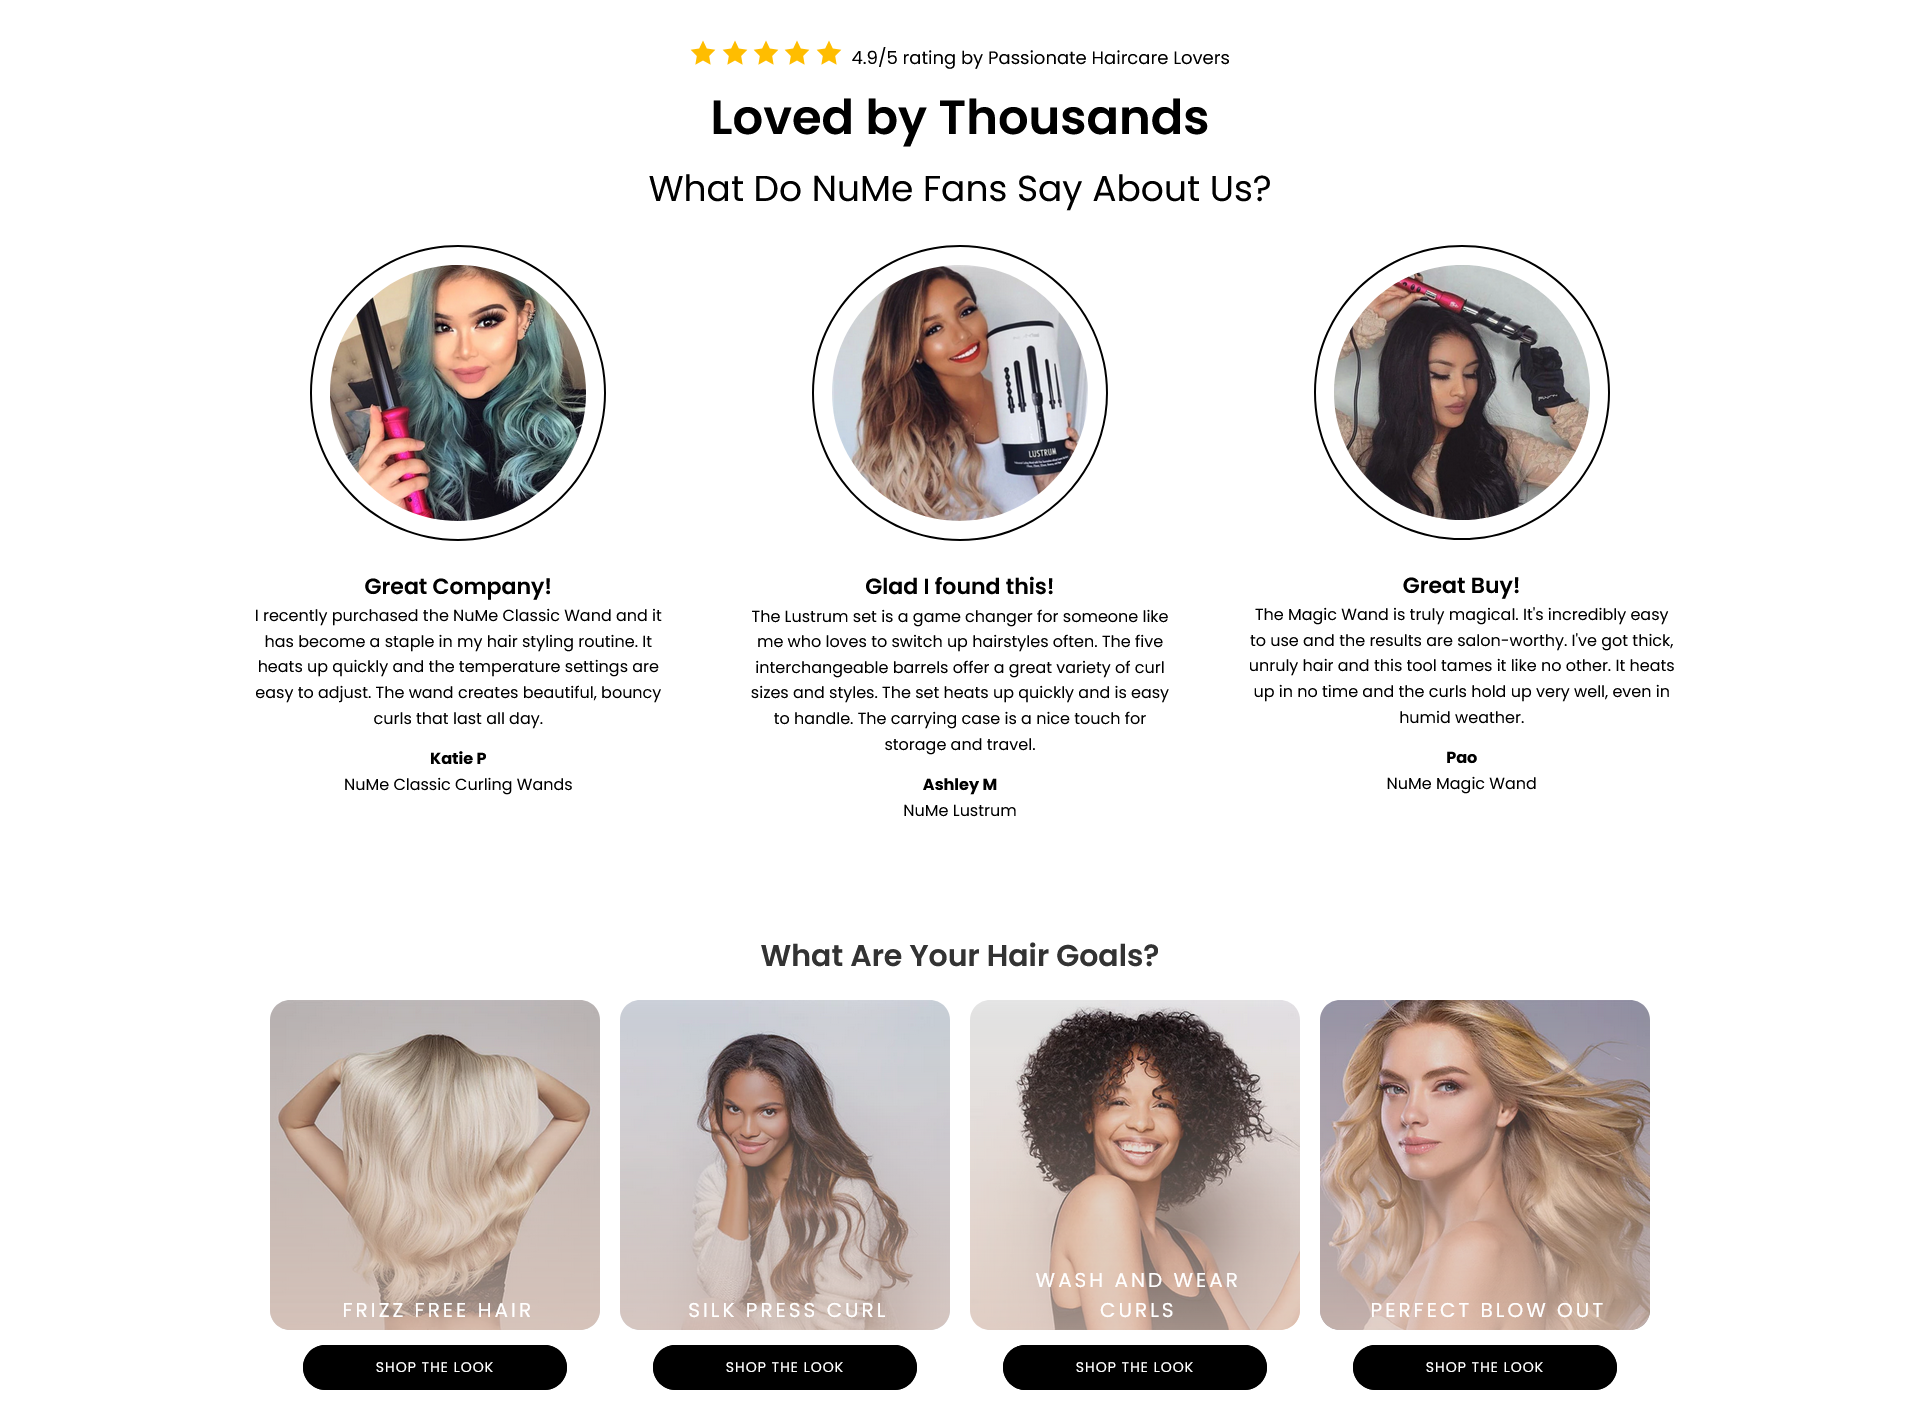 4.9/5 rating by Passionate Haircare Lovers
Loved by Thousands
What Do NuMe Fans Say About Us?
LUSTRUM
Great Company!
I recently purchased the NuMe Classic Wand and it
has become a staple in my hair styling routine. It
heats up quickly and the temperature settings are
easy to adjust. The wand creates beautiful, bouncy
curls that last all day.
Katie P
NuMe Classic Curling Wands
Glad I found this!
The Lustrum set is a game changer for someone like
me who loves to switch up hairstyles often. The five
interchangeable barrels offer a great variety of curl
sizes and styles. The set heats up quickly and is easy
to handle. The carrying case is a nice touch for
storage and travel.
Ashley M
NuMe Lustrum
Great Buy!
The Magic Wand is truly magical. It's incredibly easy
to use and the results are salon-worthy. I've got thick,
unruly hair and this tool tames it like no other. It heats
up in no time and the curls hold up very well, even in
humid weather.
Pao
NuMe Magic Wand
What Are Your Hair Goals?
FRIZZ FREE HAIR
SILK PRESS CURL
WASH AND WEAR
CURLS
PERFECT BLOW OUT
SHOP THE LOOK
SHOP THE LOOK
SHOP THE LOOK
SHOP THE LOOK